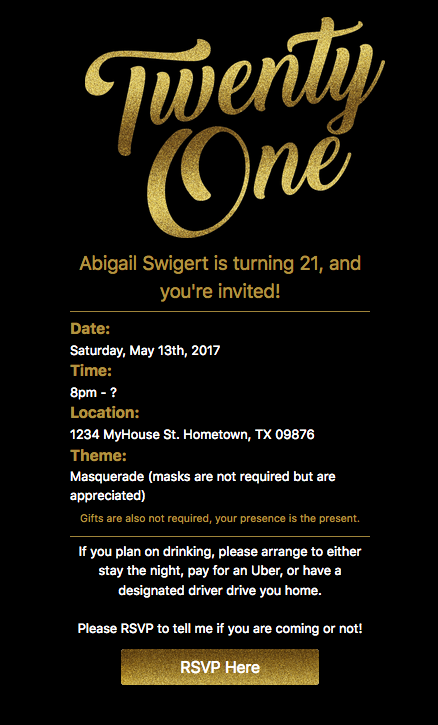 Twenty
One
Abigail Swigert is turning 21, and
you're invited!
Date:
Saturday, May 13th, 2017
Time:
8pm - ?
Location:
1234 MyHouse St. Hometown, TX 09876
Theme:
Masquerade (masks are not required but are
appreciated)
Gifts are also not required, your presence is the present.
If you plan on drinking, please arrange to either
stay the night, pay for an Uber, or have a
designated driver drive you home.
Please RSVP to tell me if you are coming or not!
RSVP Here